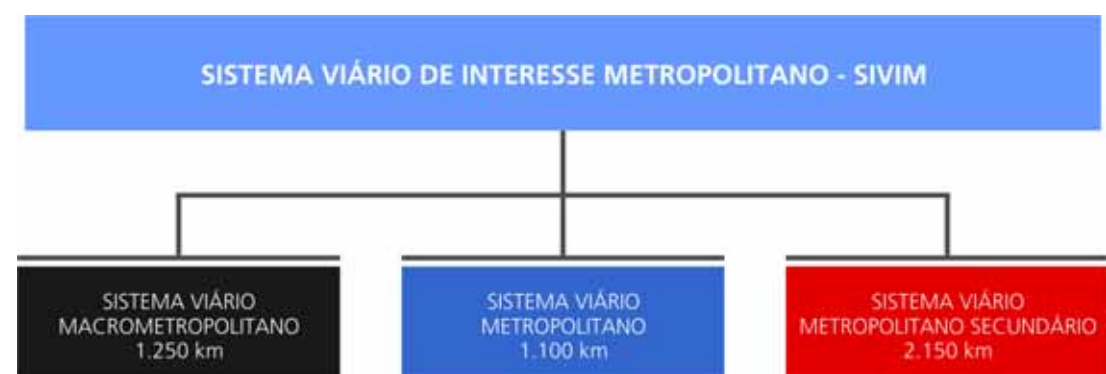 SISTEMA VIÁRIO DE INTERESSE METROPOLITANO - SIVIM
SISTEMA VIÁRIO
MACROMETROPOLITANO
1.250 km
SISTEMA VIÁRIO
METROPOLITANO
1.100 km
SISTEMA VIÁRIO
METROPOLITANO SECUNDÁRIO
2.150 km